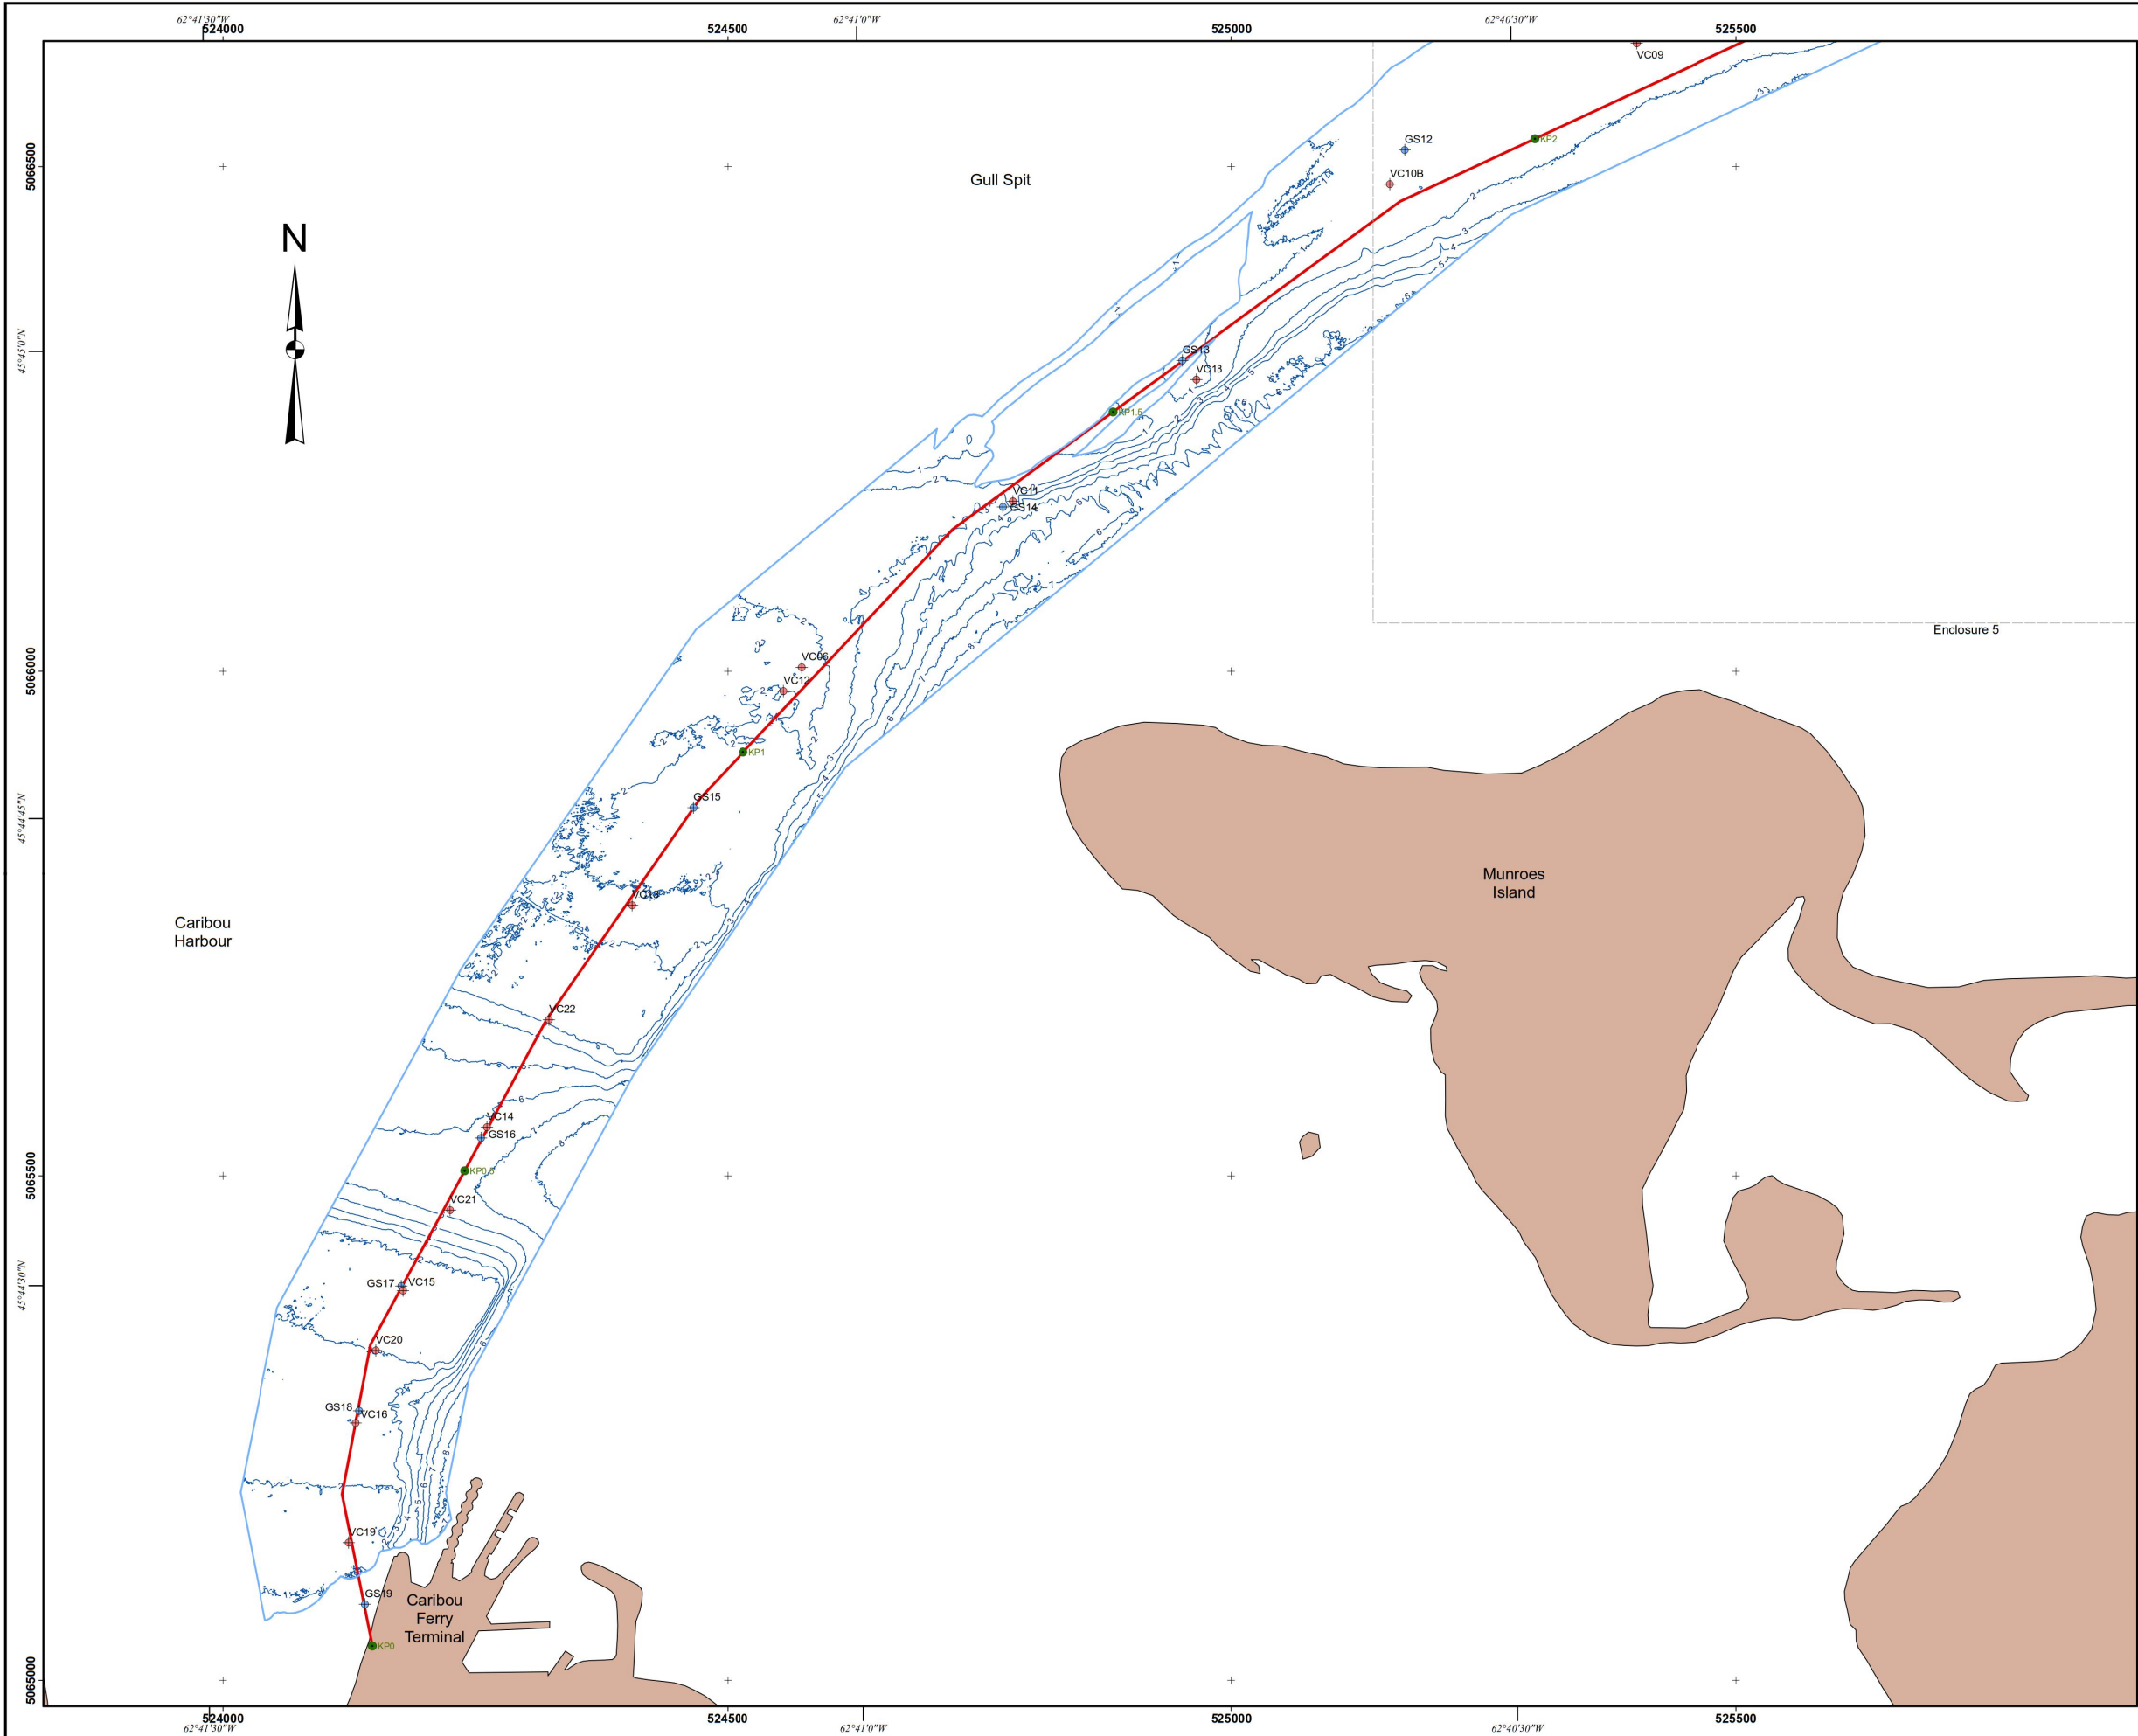 62°41'30"W
62°41'0"W
62°40'30"W
524000
524500
525000
525500
VC09
KP2
GS12
5066500
VC10B
Gull Spit
N
45°45'0"N
GS13
VC18
KP1.5
VC11
GS14
Enclosure 5
VC06
5066000
VC12
KP1
GS15
45°44'45"N
Munroes
Island
Caribou
Harbour
VC22
VC14
GS16
KP0.5
5065500
VC21
45°44'30"N
GS17
VC15
VC20
GS18
VC16
VC19
GS19
Caribou
Ferry
Terminal
KP0
5065000
524000
524500
525000
525500
62°41'30"W
62°41'0"W
62°40'30"W